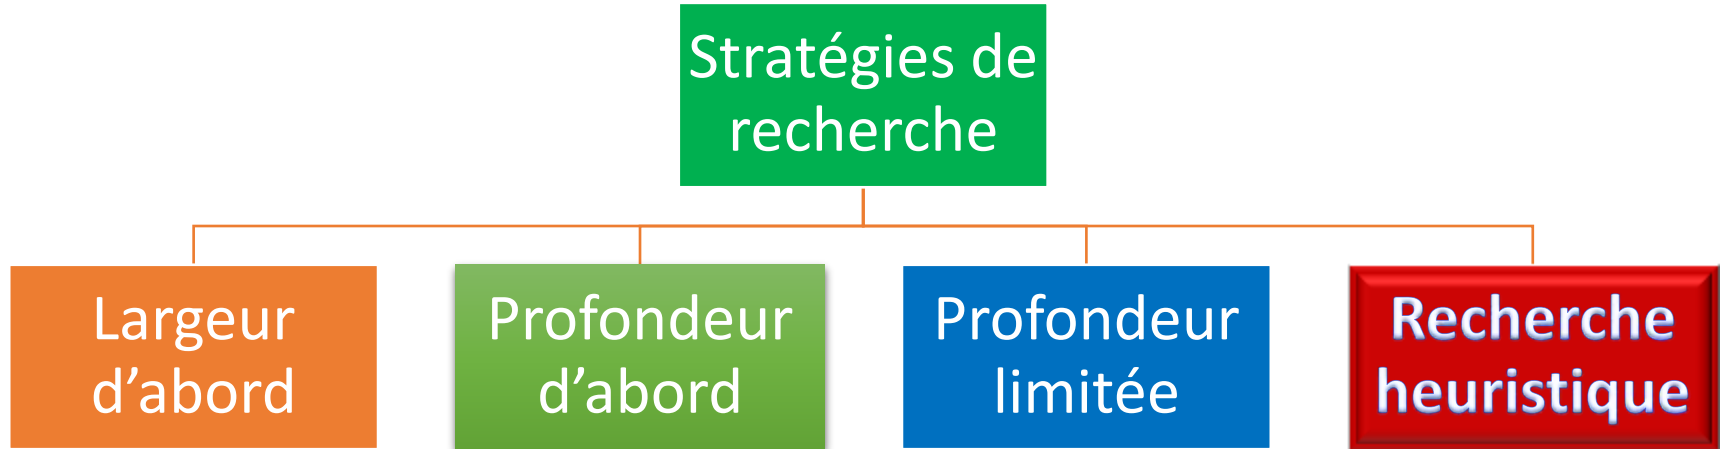 Stratégies de
recherche
Largeur
d’abord
Profondeur
d’abord
Profondeur
limitée
Recherche
heuristique